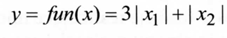 y = fun(x) = 3|x₁|+|x₂|